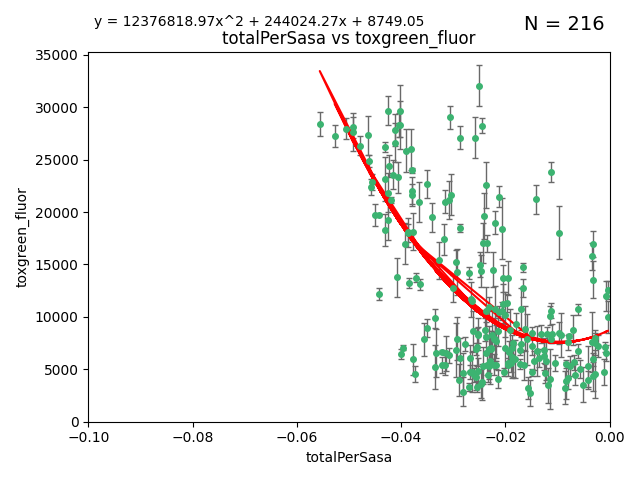 y = 12376818.97x^2 + 244024.27x + 8749.05
N = 216
totalPerSasa vs toxgreen_fluor
35000
30000
25000
20000
15000
10000
5000
0
toxgreen_fluor
−0.10
−0.08
−0.06
−0.04
−0.02
0.00
totalPerSasa